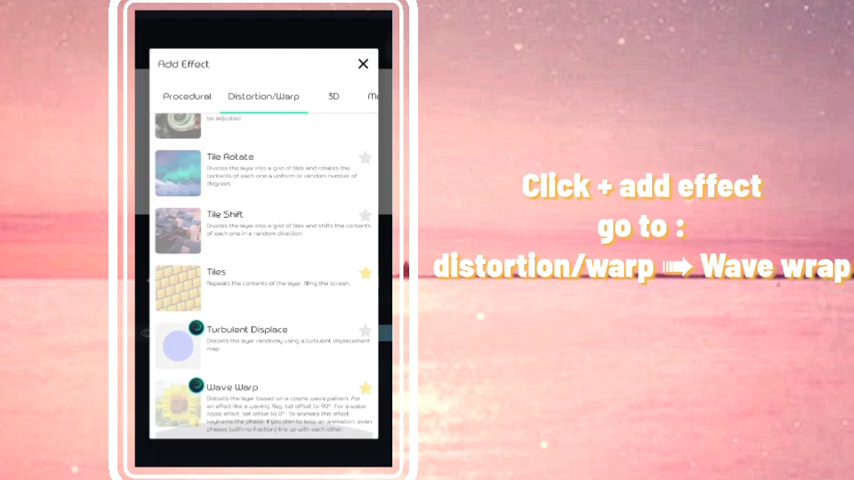 Add Effect
Procedural Distortion/Warp 3D Mo
be adjusted
Tile Rotate
Divides the layer into a grid of tiles and rotates the
contents of each one a uniform or random number of
degrees.
Tile Shift
Divides the layer into a grid of tiles and shifts the contents
of each one in a random direction.
Tiles
Repeats the contents of the layer, filling the screen.
Turbulent Displace
Distorts the layer randomly using a turbulent displacement
map.
Wave Warp
Distorts the layer based on a cosine wave pattern. For
an effect like a waving flag, set offset to 90°. For a water
ripple effect, set offset to 0°. To animate this effect,
keyframe the phase. If you plan to loop an animation, even
phases (with no fraction) line up with each other.
Click + add effect
go to :
distortion/warp ➠ Wave wrap